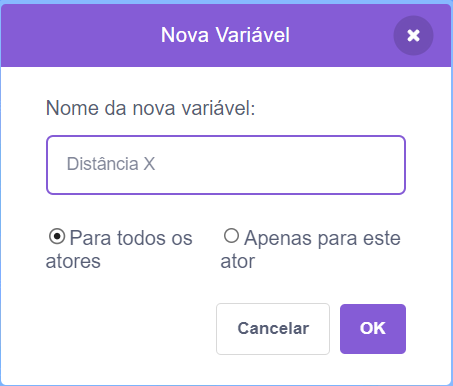 Nova Variável
Nome da nova variável:
Distância X
Para todos os
atores
Apenas para este
ator
Cancelar
OK